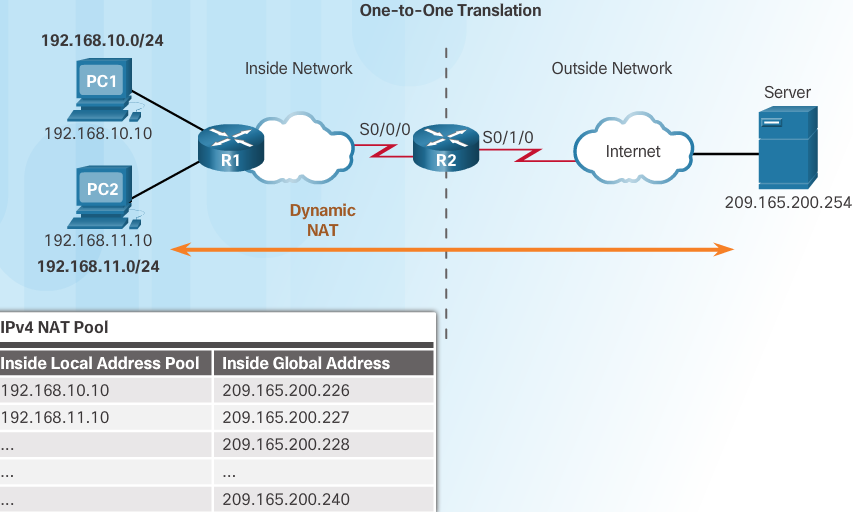 One-to-One Translation
192.168.10.0/24
Inside Network
Outside Network
PC1
Server
192.168.10.10
S0/0/0
S0/1/0
R1
R2
Internet
PC2
209.165.200.254
Dynamic
NAT
192.168.11.10
192.168.11.0/24
IPv4 NAT Pool
Inside Local Address Pool Inside Global Address
192.168.10.10 209.165.200.226
192.168.11.10 209.165.200.227
... 209.165.200.228
... ...
... 209.165.200.240